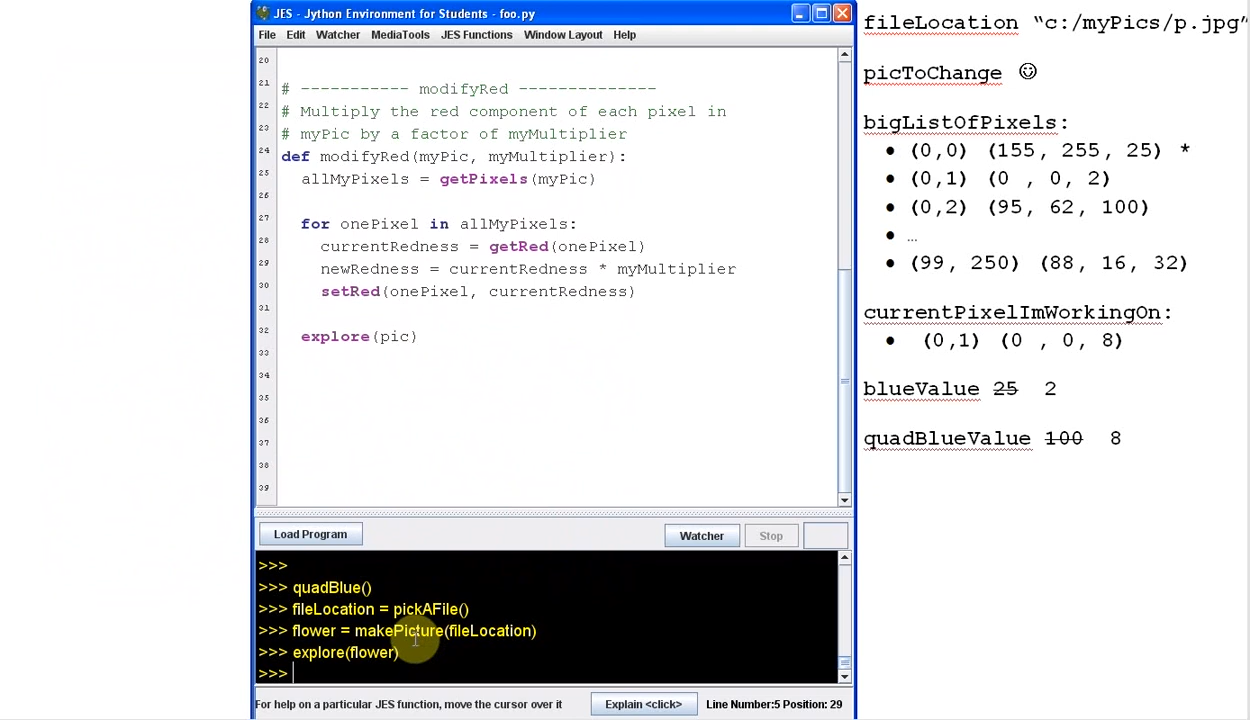 JES - Jython Environment for Students - foo.py
File Edit Watcher MediaTools JES Functions Window Layout Help
20
21 # ----------- modifyRed --------------
22 # Multiply the red component of each pixel in
23 # myPic by a factor of myMultiplier
24 def modifyRed(myPic, myMultiplier):
25 allMyPixels = getPixels(myPic)
26
27 for onePixel in allMyPixels:
28 currentRedness = getRed(onePixel)
29 newRedness = currentRedness * myMultiplier
30 setRed(onePixel, currentRedness)
31
32 explore(pic)
33
34
35
36
37
38
39
Load Program Watcher Stop
>>>
>>> quadBlue()
>>> fileLocation = pickAFile()
>>> flower = makePicture(fileLocation)
>>> explore(flower)
>>>
For help on a particular JES function, move the cursor over it Explain <click> Line Number:5 Position: 29
fileLocation “c:/myPics/p.jpg”
picToChange ☺
bigListOfPixels:
• (0,0) (155, 255, 25) *
• (0,1) (0 , 0, 2)
• (0,2) (95, 62, 100)
• …
• (99, 250) (88, 16, 32)
currentPixelImWorkingOn:
• (0,1) (0 , 0, 8)
blueValue 25 2
quadBlueValue 100 8